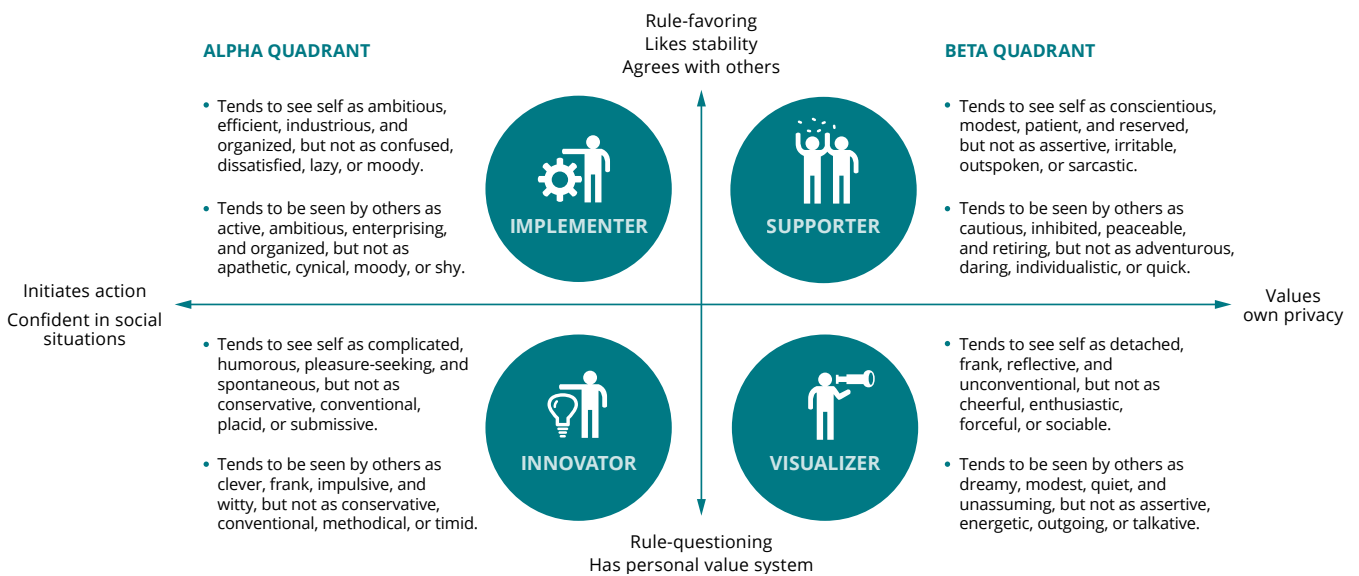 Rule-favoring
Likes stability
Agrees with others
ALPHA QUADRANT
• Tends to see self as ambitious,
efficient, industrious, and
organized, but not as confused,
dissatisfied, lazy, or moody.
• Tends to be seen by others as
active, ambitious, enterprising,
and organized, but not as
apathetic, cynical, moody, or shy.
IMPLEMENTER
SUPPORTER
BETA QUADRANT
• Tends to see self as conscientious,
modest, patient, and reserved,
but not as assertive, irritable,
outspoken, or sarcastic.
• Tends to be seen by others as
cautious, inhibited, peaceable,
and retiring, but not as adventurous,
daring, individualistic, or quick.
Initiates action
Confident in social
situations
Values
own privacy
• Tends to see self as complicated,
humorous, pleasure-seeking, and
spontaneous, but not as
conservative, conventional,
placid, or submissive.
• Tends to be seen by others as
clever, frank, impulsive, and
witty, but not as conservative,
conventional, methodical, or timid.
INNOVATOR
VISUALIZER
• Tends to see self as detached,
frank, reflective, and
unconventional, but not as
cheerful, enthusiastic,
forceful, or sociable.
• Tends to be seen by others as
dreamy, modest, quiet, and
unassuming, but not as assertive,
energetic, outgoing, or talkative.
Rule-questioning
Has personal value system